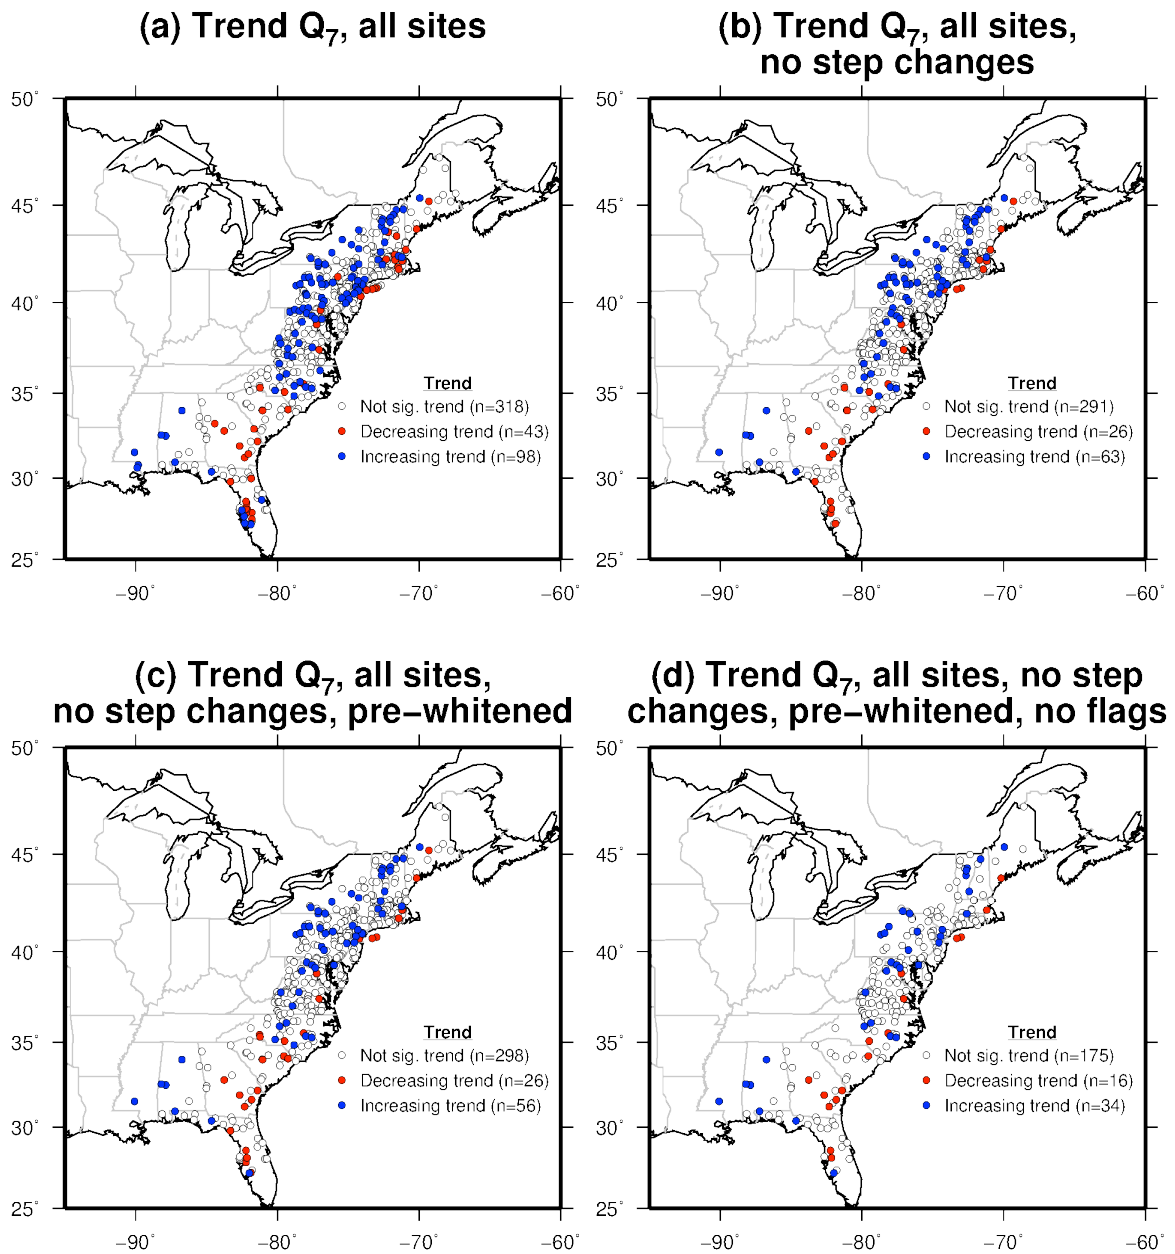 (a) Trend Q7, all sites
50°
45°
40°
35°
30°
25°
−90°
−80°
−70°
−60°
Trend
Not sig. trend (n=318)
Decreasing trend (n=43)
Increasing trend (n=98)
(b) Trend Q7, all sites,
no step changes
50°
45°
40°
35°
30°
25°
−90°
−80°
−70°
−60°
Trend
Not sig. trend (n=291)
Decreasing trend (n=26)
Increasing trend (n=63)
(c) Trend Q7, all sites,
no step changes, pre−whitened
50°
45°
40°
35°
30°
25°
−90°
−80°
−70°
−60°
Trend
Not sig. trend (n=298)
Decreasing trend (n=26)
Increasing trend (n=56)
(d) Trend Q7, all sites, no step
changes, pre−whitened, no flags
50°
45°
40°
35°
30°
25°
−90°
−80°
−70°
−60°
Trend
Not sig. trend (n=175)
Decreasing trend (n=16)
Increasing trend (n=34)